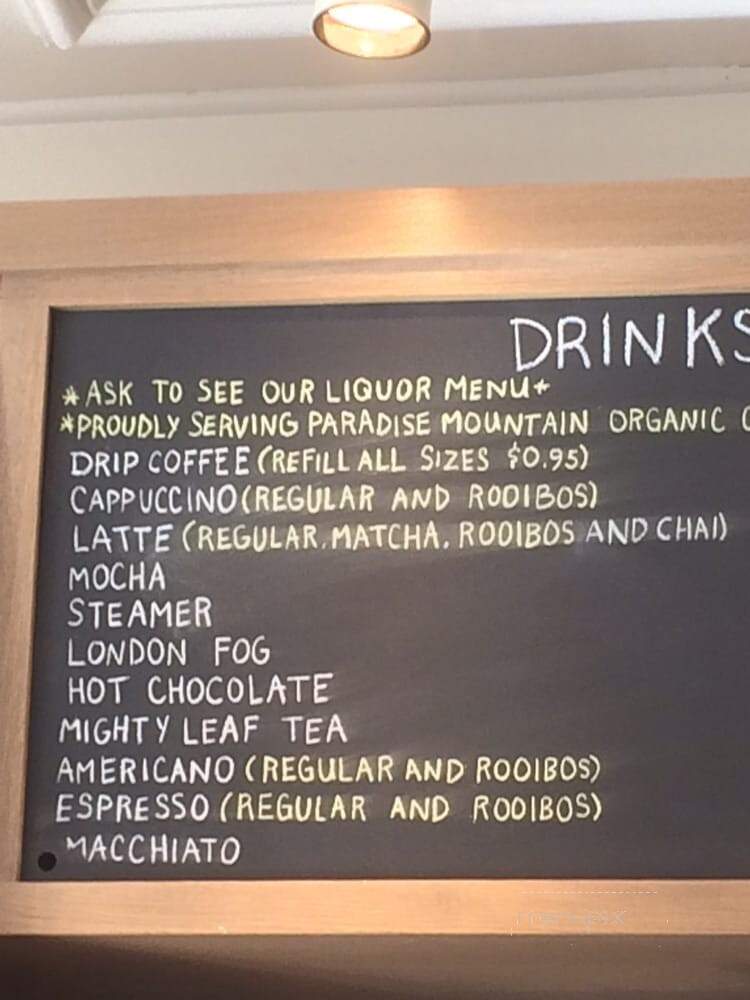 DRINKS
*ASK TO SEE OUR LIQUOR MENU*
*PROUDLY SERVING PARADISE MOUNTAIN ORGANIC
DRIP COFFEE (REFILL ALL SIZES $0.95)
CAPPUCCINO (REGULAR AND ROOIBOS)
LATTE (REGULAR, MATCHA, ROOIBOS AND CHAI)
MOCHA
STEAMER
LONDON FOG
HOT CHOCOLATE
MIGHTY LEAF TEA
AMERICANO (REGULAR AND ROOIBOS)
ESPRESSO (REGULAR AND ROOIBOS)
MACCHIATO